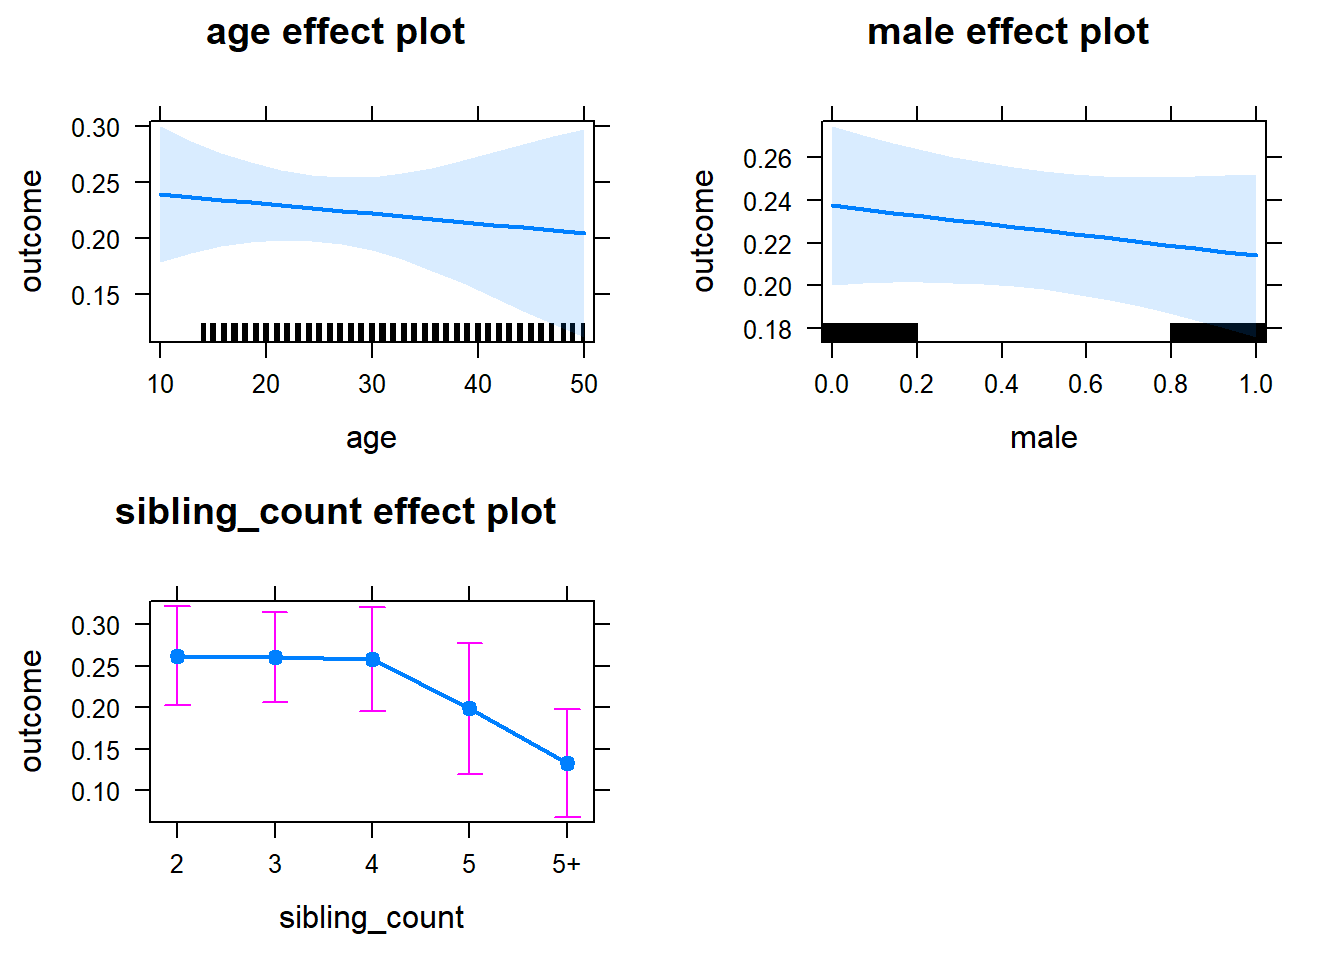 age effect plot
outcome
0.30
0.25
0.20
0.15
10 20 30 40 50
age
male effect plot
outcome
0.26
0.24
0.22
0.20
0.18
0.0 0.2 0.4 0.6 0.8 1.0
male
sibling_count effect plot
outcome
0.30
0.25
0.20
0.15
0.10
2 3 4 5 5+
sibling_count